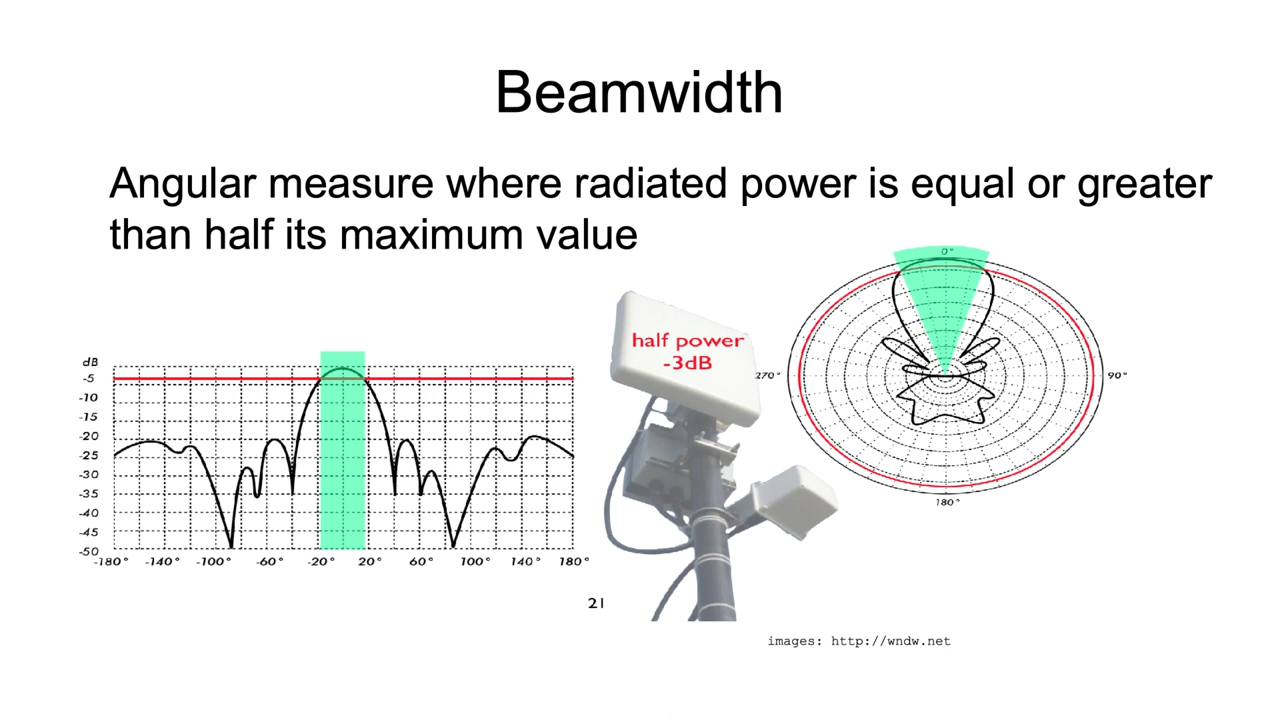 Beamwidth
Angular measure where radiated power is equal or greater
than half its maximum value
dB
-5
-10
-15
-20
-25
-30
-35
-40
-45
-50
-180° -140° -100° -60° -20° 20° 60° 100° 140° 180°
half power
-3dB
0°
270°
90°
180°
21
images: http://wndw.net